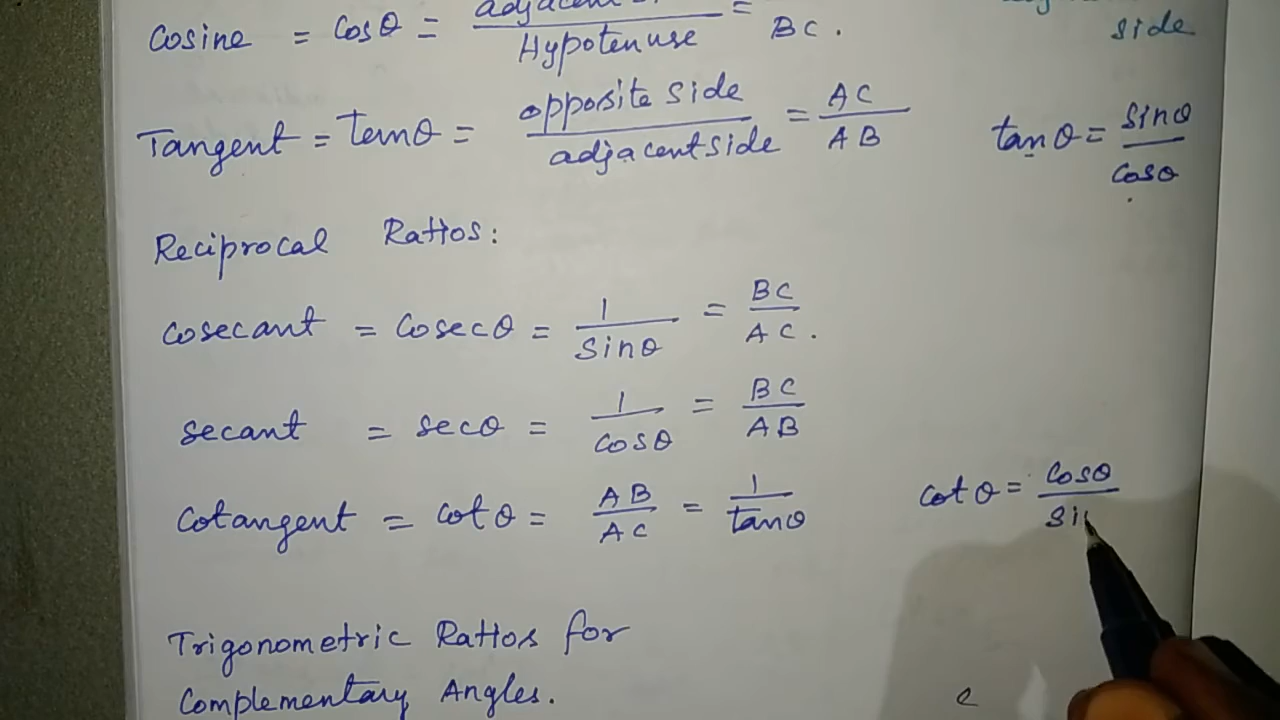 Cosine = Cosθ = adjacent / Hypotenuse = / BC.
side
Tangent = Tanθ = opposite side / adjacent side = AC / AB
tanθ = sinθ / cosθ
Reciprocal Ratios:
cosecant = Cosecθ = 1 / Sinθ = BC / AC.
secant = secθ = 1 / cosθ = BC / AB
Cotangent = cotθ = AB / AC = 1 / tanθ
cotθ = cosθ / si
Trigonometric Ratios for
Complementary Angles.